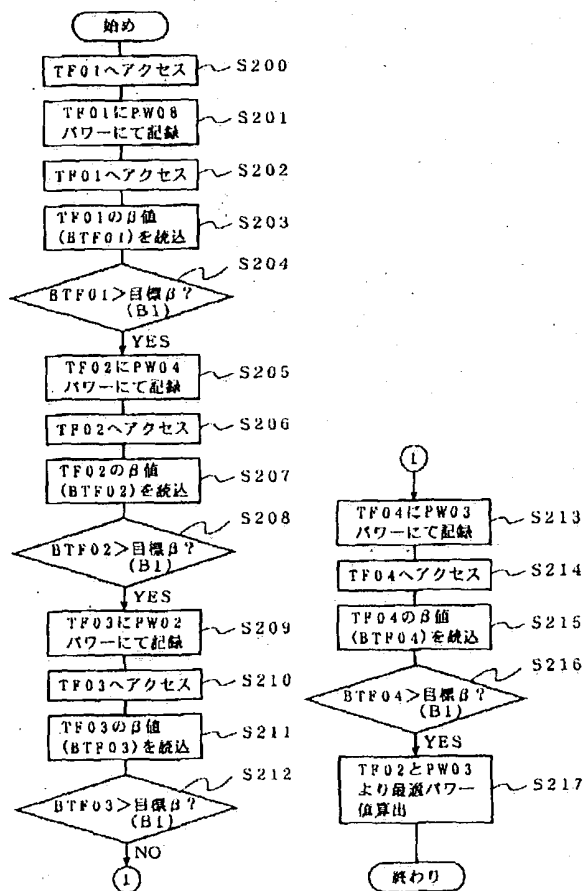 始め
TF01へアクセス
S200
TF01にPW08
パワーにて記録
S201
TF01へアクセス
S202
TF01のβ値
(BTF01)を読込
S203
S204
BTF01>目標β?
(B1)
YES
TF02にPW04
パワーにて記録
S205
TF02へアクセス
S206
TF02のβ値
(BTF02)を読込
S207
S208
BTF02>目標β?
(B1)
YES
TF03にPW02
パワーにて記録
S209
TF03へアクセス
S210
TF03のβ値
(BTF03)を読込
S211
S212
BTF03>目標β?
(B1)
NO
1
1
TF04にPW03
パワーにて記録
S213
TF04へアクセス
S214
TF04のβ値
(BTF04)を読込
S215
S216
BTF04>目標β?
(B1)
YES
TF02とPW03
より最適パワー
値算出
S217
終わり